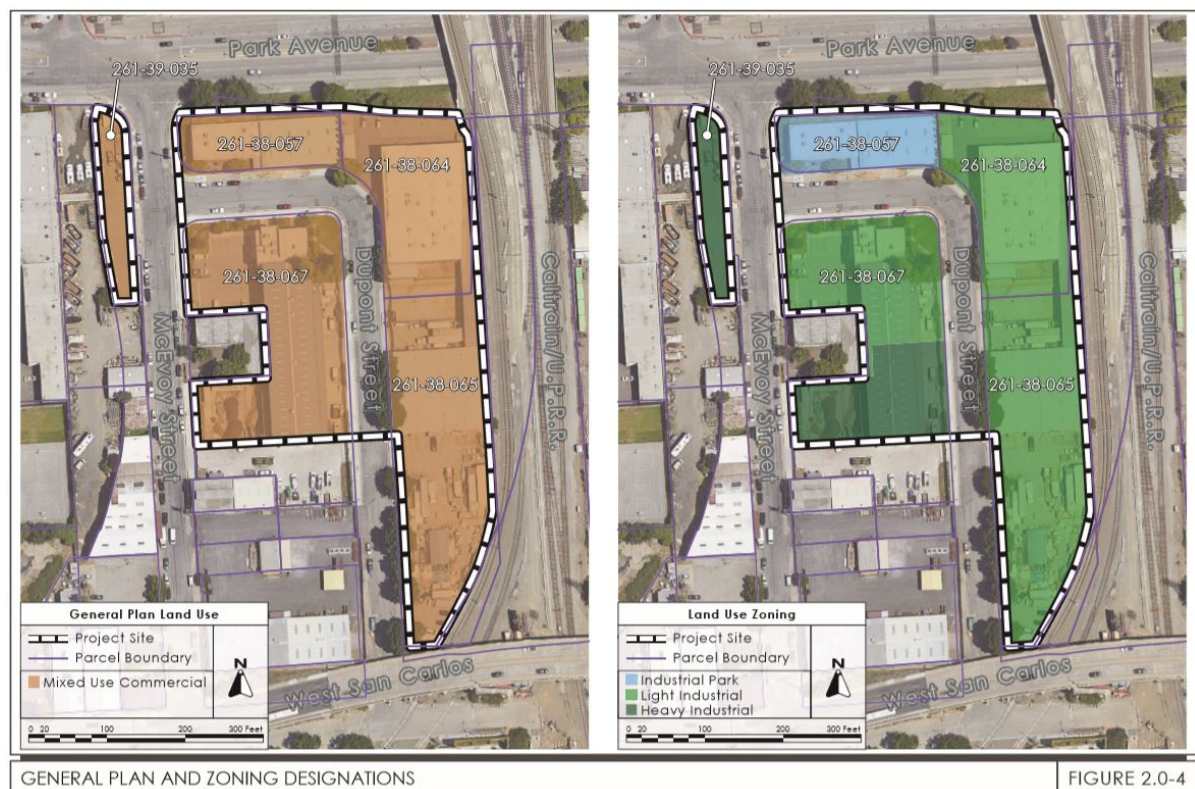 Park Avenue
261-39-035
261-38-057
261-38-064
261-38-067
Dupont Street
McEvoy Street
261-38-065
Caltrain/U.P.R.R.
West San Carlos
General Plan Land Use
Project Site
Parcel Boundary
Mixed Use Commercial
N
0 20 100 200 300 Feet
Park Avenue
261-39-035
261-38-057
261-38-064
261-38-067
Dupont Street
McEvoy Street
261-38-065
Caltrain/U.P.R.R.
West San Carlos
Land Use Zoning
Project Site
Parcel Boundary
Industrial Park
Light Industrial
Heavy Industrial
N
0 20 100 200 300 Feet
GENERAL PLAN AND ZONING DESIGNATIONS
FIGURE 2.0-4